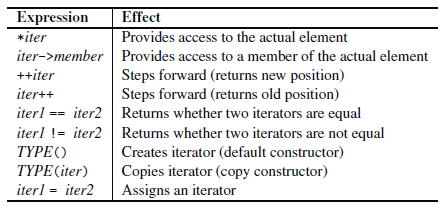 Expression Effect
*iter Provides access to the actual element
iter->member Provides access to a member of the actual element
++iter Steps forward (returns new position)
iter++ Steps forward (returns old position)
iter1 == iter2 Returns whether two iterators are equal
iter1 != iter2 Returns whether two iterators are not equal
TYPE() Creates iterator (default constructor)
TYPE(iter) Copies iterator (copy constructor)
iter1 = iter2 Assigns an iterator